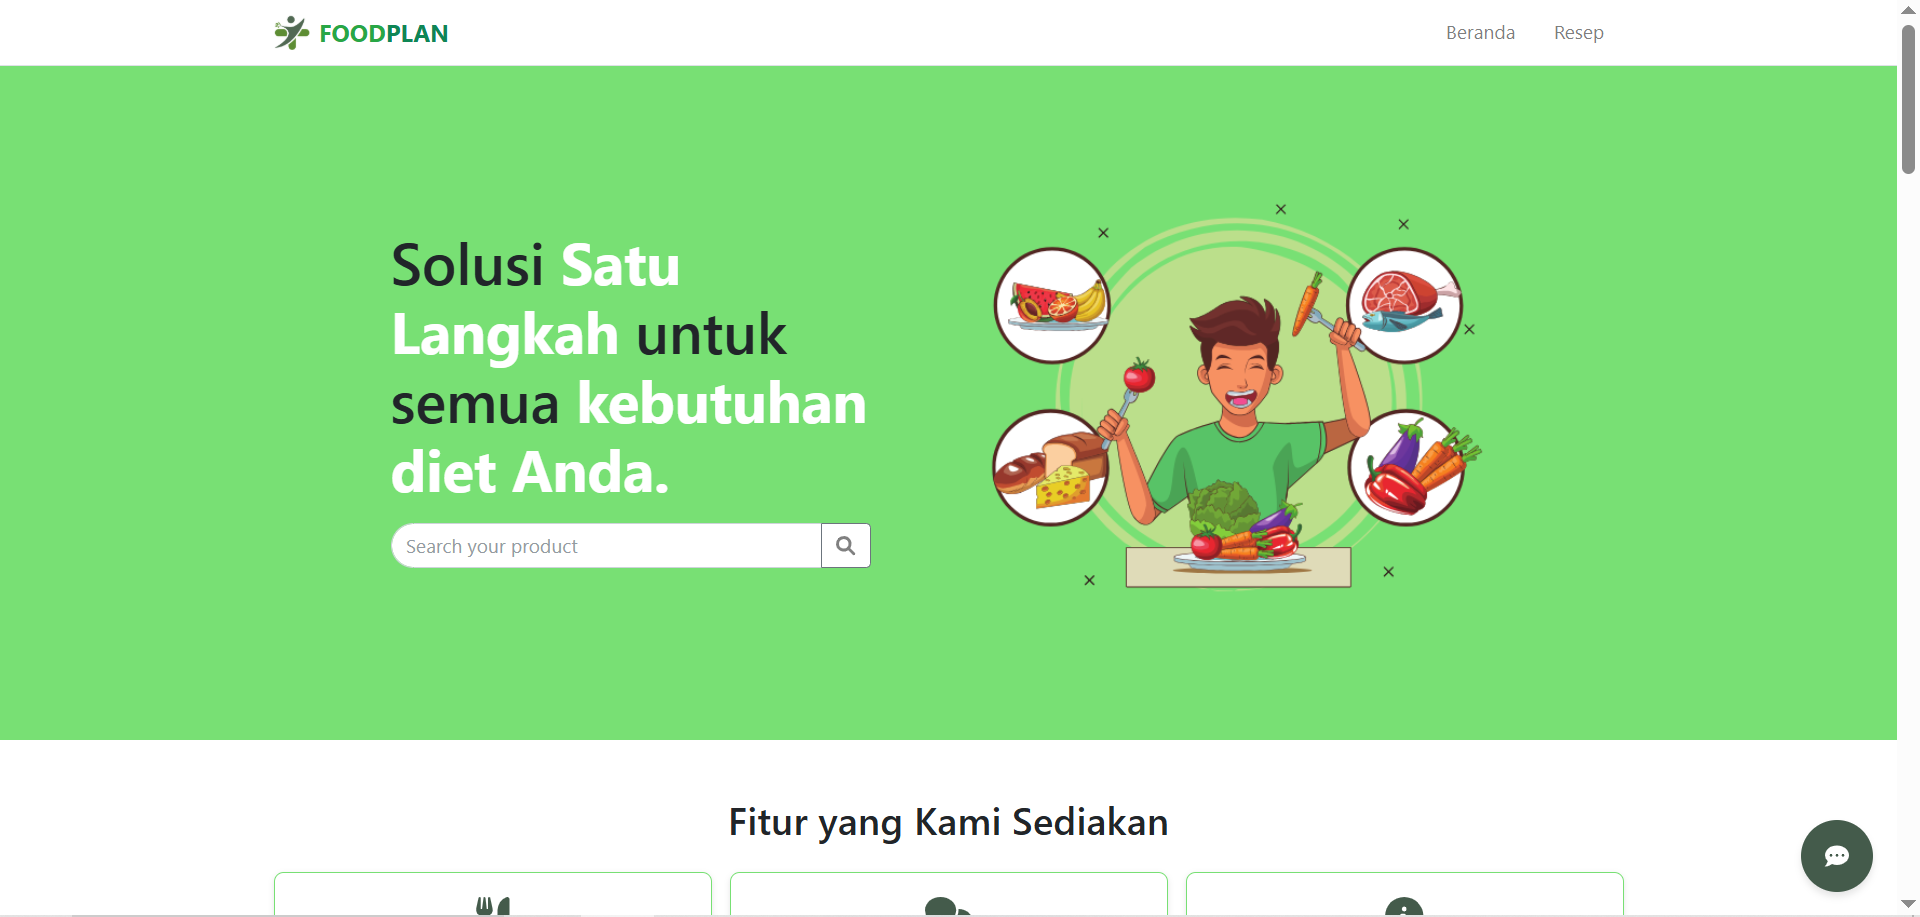 FOODPLAN
Beranda
Resep
Solusi Satu
Langkah untuk
semua kebutuhan
diet Anda.
Search your product
Fitur yang Kami Sediakan